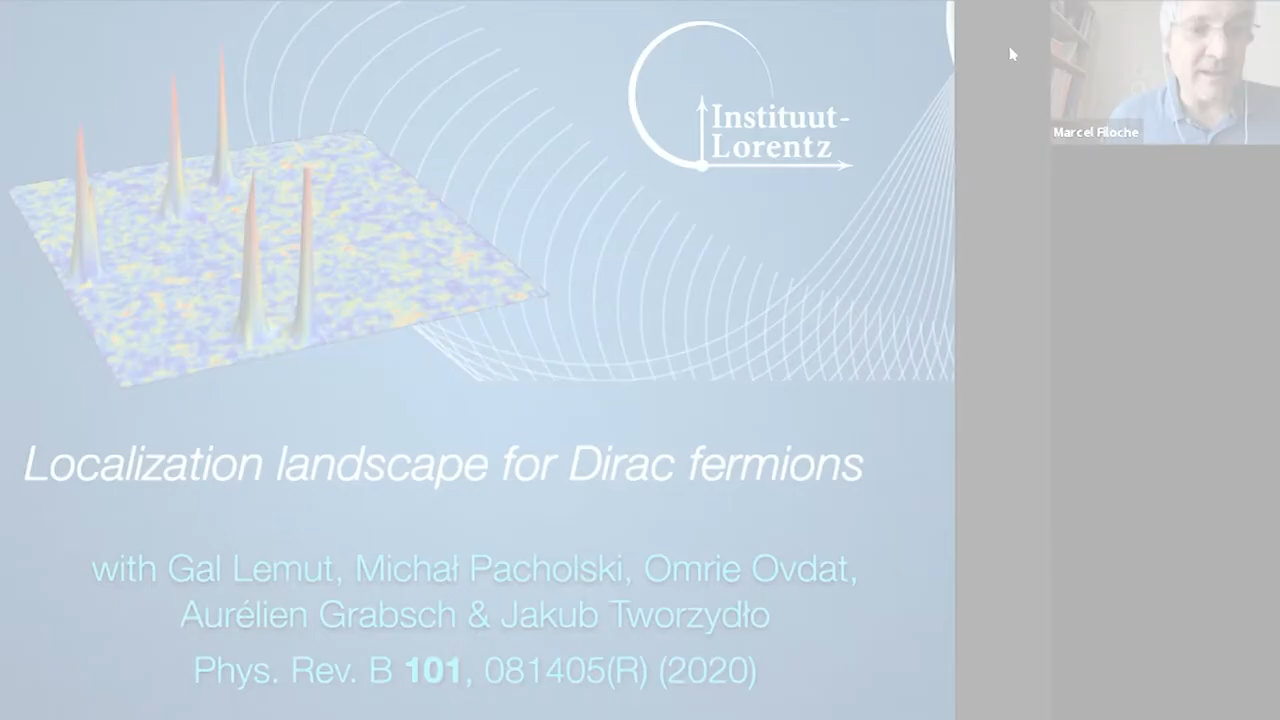 Instituut-
Lorentz
Marcel Filoche
Localization landscape for Dirac fermions
with Gal Lemut, Michał Pacholski, Omrie Ovdat,
Aurélien Grabsch & Jakub Tworzydło
Phys. Rev. B 101, 081405(R) (2020)